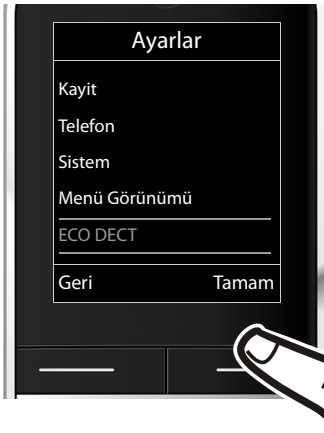 Ayarlar
Kayit
Telefon
Sistem
Menü Görünümü
ECO DECT
Geri Tamam